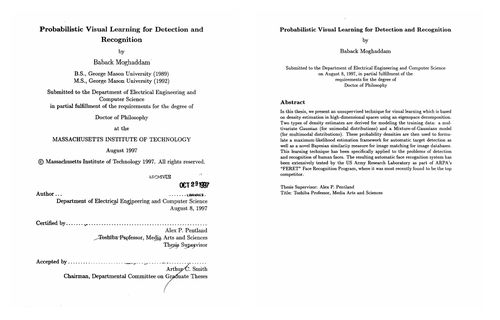 Probabilistic Visual Learning for Detection and
Recognition
by
Baback Moghaddam
B.S., George Mason University (1989)
M.S., George Mason University (1992)
Submitted to the Department of Electrical Engineering and
Computer Science
in partial fulfillment of the requirements for the degree of
Doctor of Philosophy
at the
MASSACHUSETTS INSTITUTE OF TECHNOLOGY
August 1997
© Massachusetts Institute of Technology 1997. All rights reserved.
ARCHIVES
OCT 29 1997
LIBRARIES
Author ...
Department of Electrical Engineering and Computer Science
August 8, 1997
Certified by
Alex P. Pentland
Toshiba Professor, Media Arts and Sciences
Thesis Supervisor
Accepted by
Arthur C. Smith
Chairman, Departmental Committee on Graduate Theses
Probabilistic Visual Learning for Detection and Recognition
by
Baback Moghaddam
Submitted to the Department of Electrical Engineering and Computer Science
on August 8, 1997, in partial fulfillment of the
requirements for the degree of
Doctor of Philosophy
Abstract
In this thesis, we present an unsupervised technique for visual learning which is based
on density estimation in high-dimensional spaces using an eigenspace decomposition.
Two types of density estimates are derived for modeling the training data: a mul-
tivariate Gaussian (for unimodal distributions) and a Mixture-of-Gaussians model
(for multimodal distributions). These probability densities are then used to formu-
late a maximum-likelihood estimation framework for automatic target detection as
well as a novel Bayesian similarity measure for image matching for image databases.
This learning technique has been specifically applied to the problems of detection
and recognition of human faces. The resulting automatic face recognition system has
been extensively tested by the US Army Research Laboratory as part of ARPA's
"FERET" Face Recognition Program, where it was most recently found to be the top
competitor.
Thesis Supervisor: Alex P. Pentland
Title: Toshiba Professor, Media Arts and Sciences